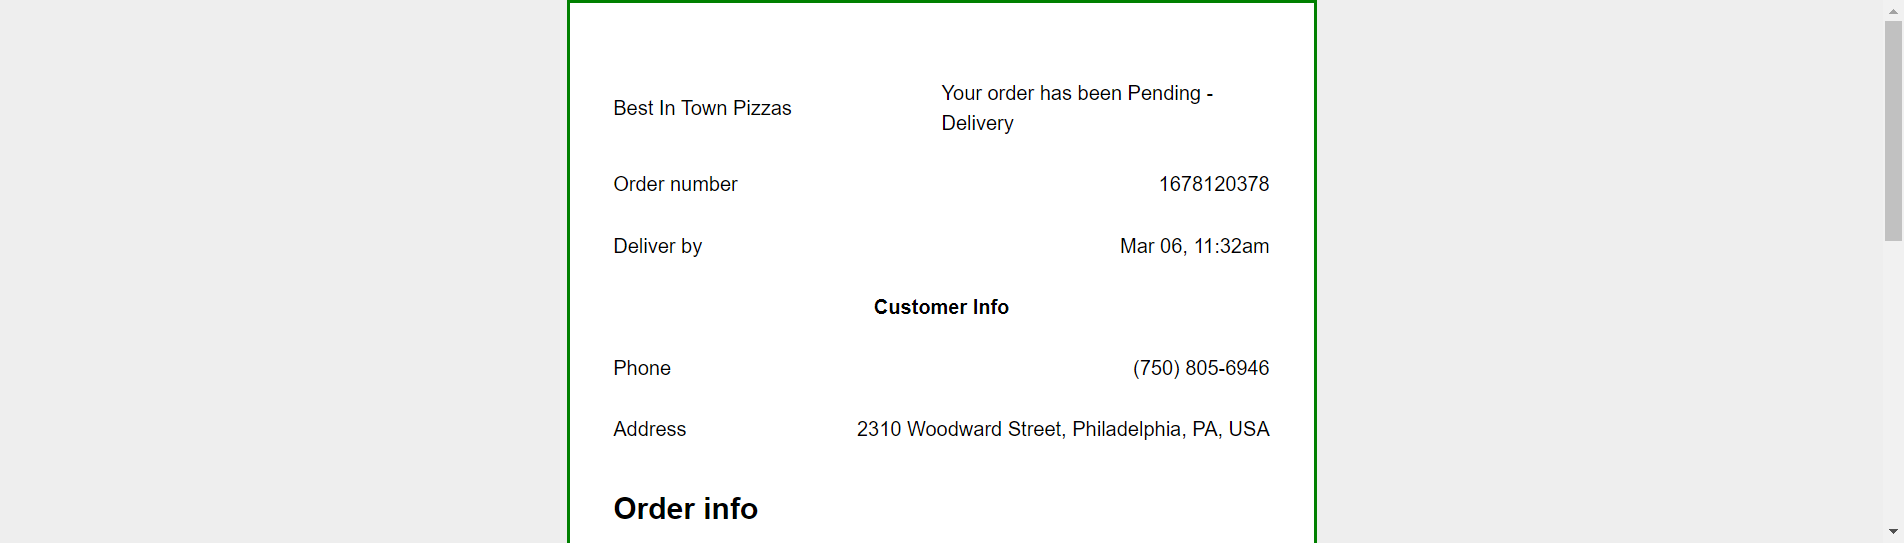 Best In Town Pizzas
Your order has been Pending -
Delivery
Order number 1678120378
Deliver by Mar 06, 11:32am
Customer Info
Phone (750) 805-6946
Address 2310 Woodward Street, Philadelphia, PA, USA
Order info